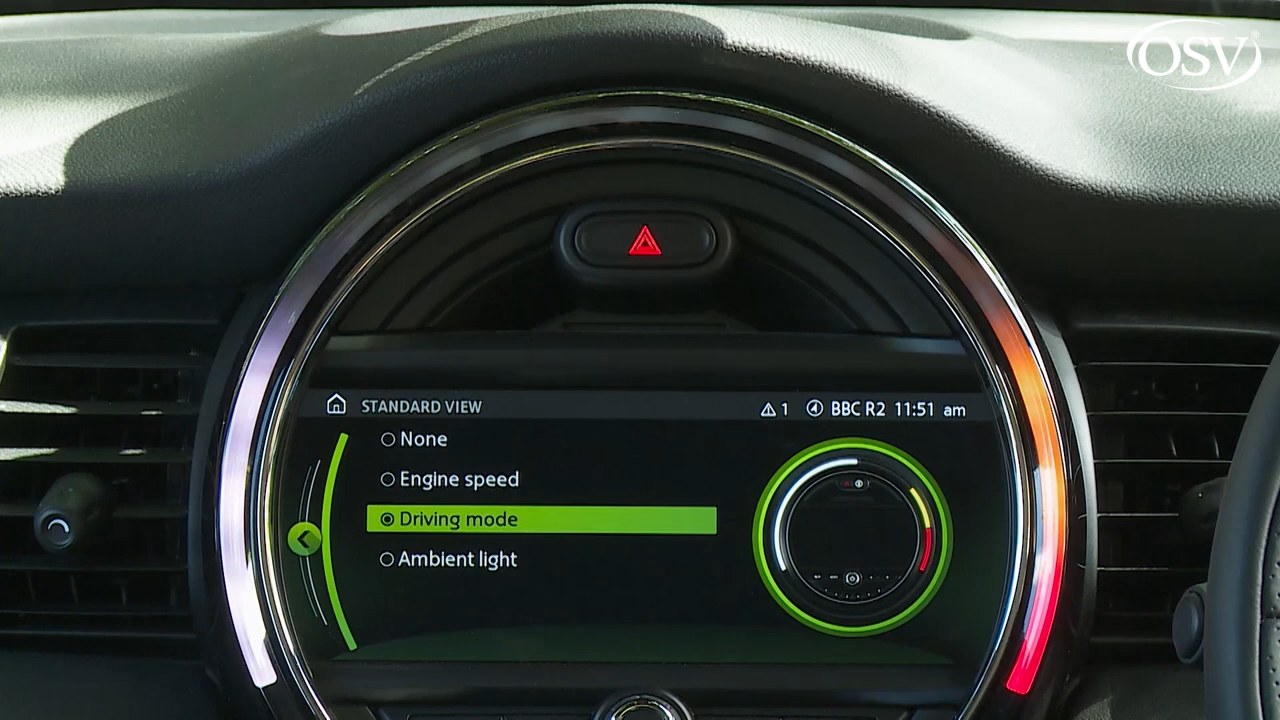 OSV
STANDARD VIEW
1 BBC R2 11:51 am
None
Engine speed
Driving mode
Ambient light